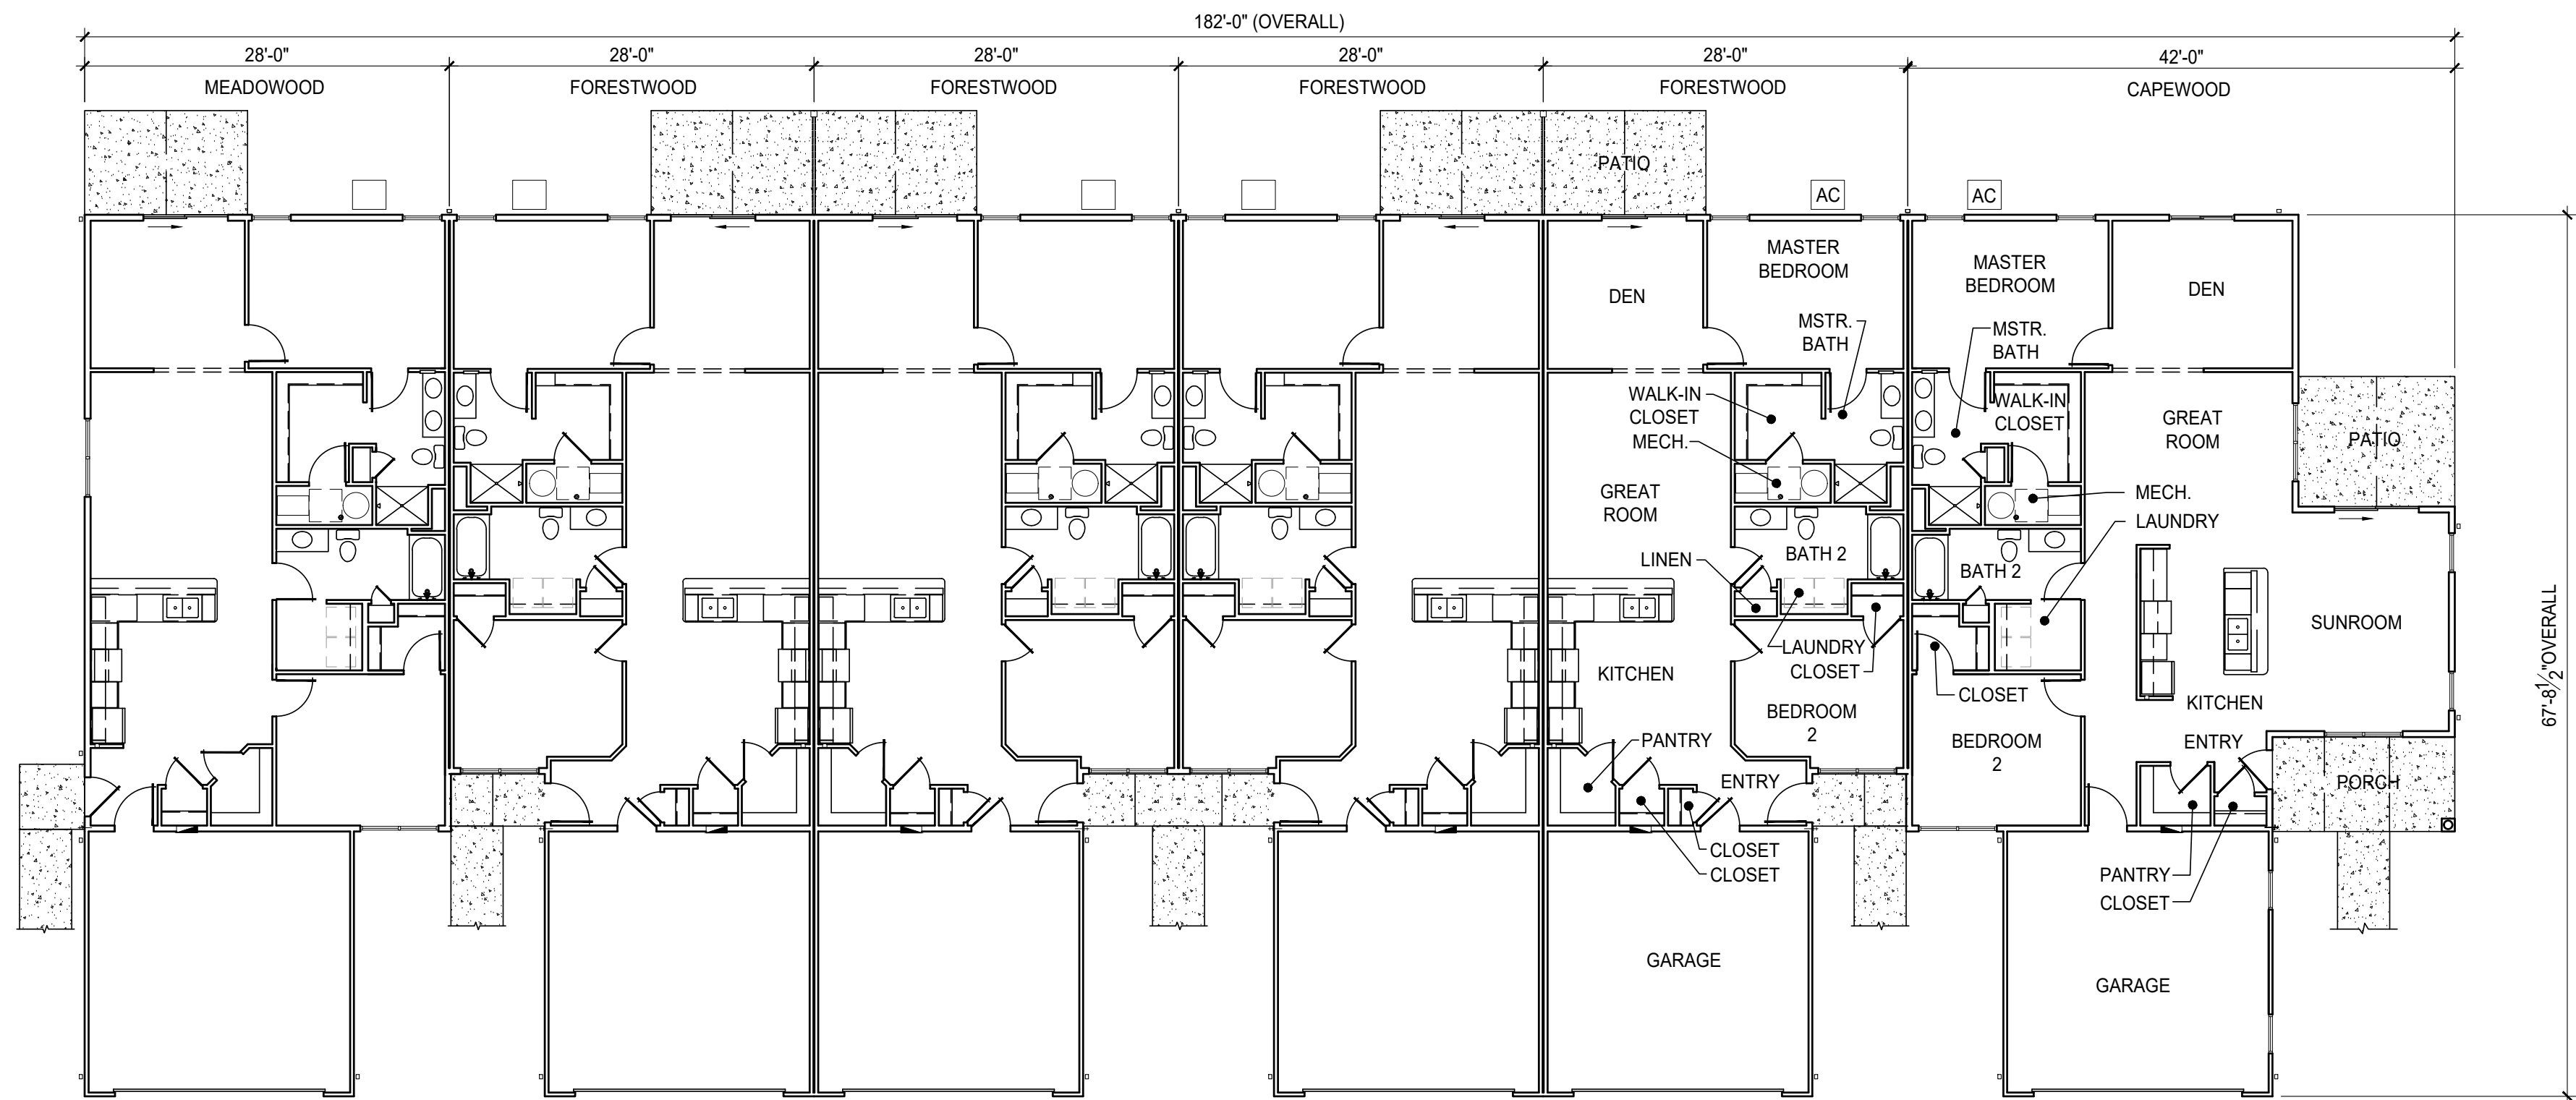 182'-0" (OVERALL)
28'-0"
28'-0"
28'-0"
28'-0"
28'-0"
42'-0"
MEADOWOOD
FORESTWOOD
FORESTWOOD
FORESTWOOD
FORESTWOOD
CAPEWOOD
PATIO
AC
AC
MASTER
BEDROOM
DEN
MSTR.
BATH
WALK-IN
CLOSET
MECH.
GREAT
ROOM
LINEN
BATH 2
LAUNDRY
CLOSET
KITCHEN
BEDROOM
2
PANTRY
ENTRY
CLOSET
CLOSET
GARAGE
MASTER
BEDROOM
DEN
MSTR.
BATH
WALK-IN
CLOSET
GREAT
ROOM
PATIO
MECH.
LAUNDRY
BATH 2
SUNROOM
CLOSET
KITCHEN
BEDROOM
2
ENTRY
PORCH
PANTRY
CLOSET
GARAGE
67'-8 1/2" OVERALL